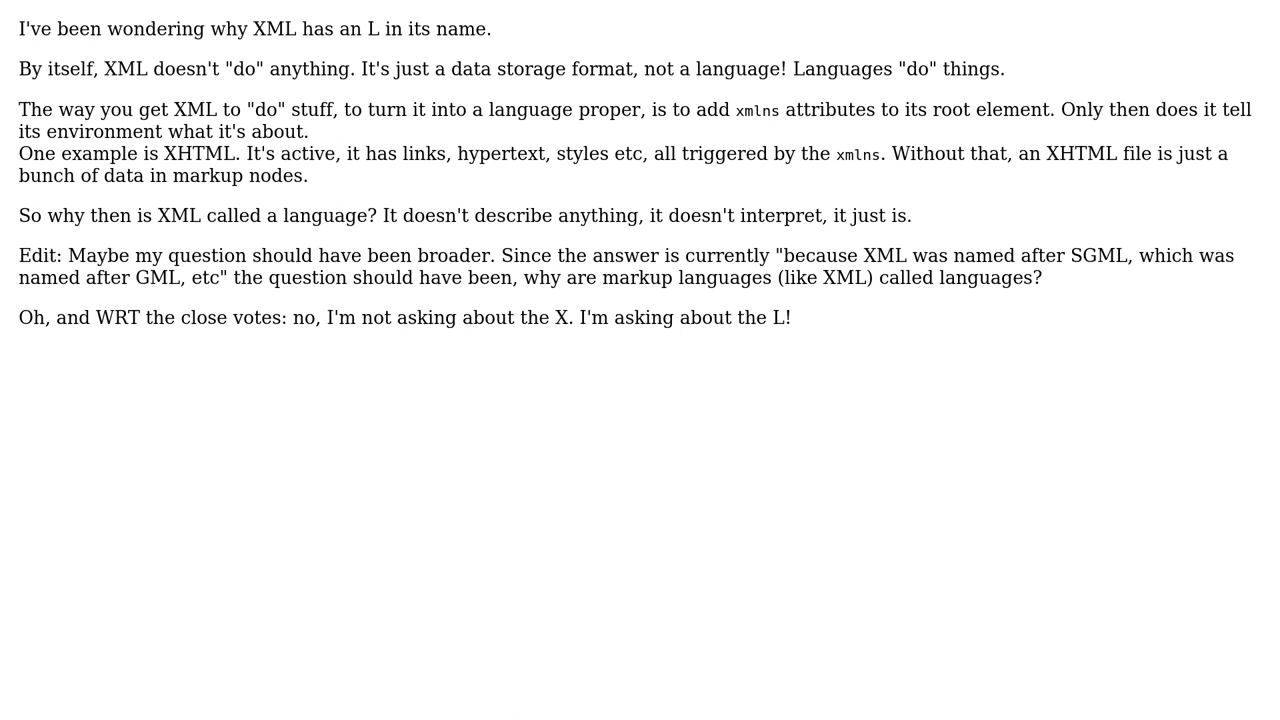 I've been wondering why XML has an L in its name.
By itself, XML doesn't "do" anything. It's just a data storage format, not a language! Languages "do" things.
The way you get XML to "do" stuff, to turn it into a language proper, is to add xmlns attributes to its root element. Only then does it tell
its environment what it's about.
One example is XHTML. It's active, it has links, hypertext, styles etc, all triggered by the xmlns. Without that, an XHTML file is just a
bunch of data in markup nodes.
So why then is XML called a language? It doesn't describe anything, it doesn't interpret, it just is.
Edit: Maybe my question should have been broader. Since the answer is currently "because XML was named after SGML, which was
named after GML, etc" the question should have been, why are markup languages (like XML) called languages?
Oh, and WRT the close votes: no, I'm not asking about the X. I'm asking about the L!